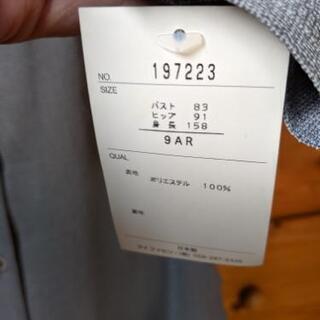 NO. 197223
SIZE
バスト 83
ヒップ 91
身長 158
9AR
QUAL
表地 ポリエステル 100%
裏地
日本製